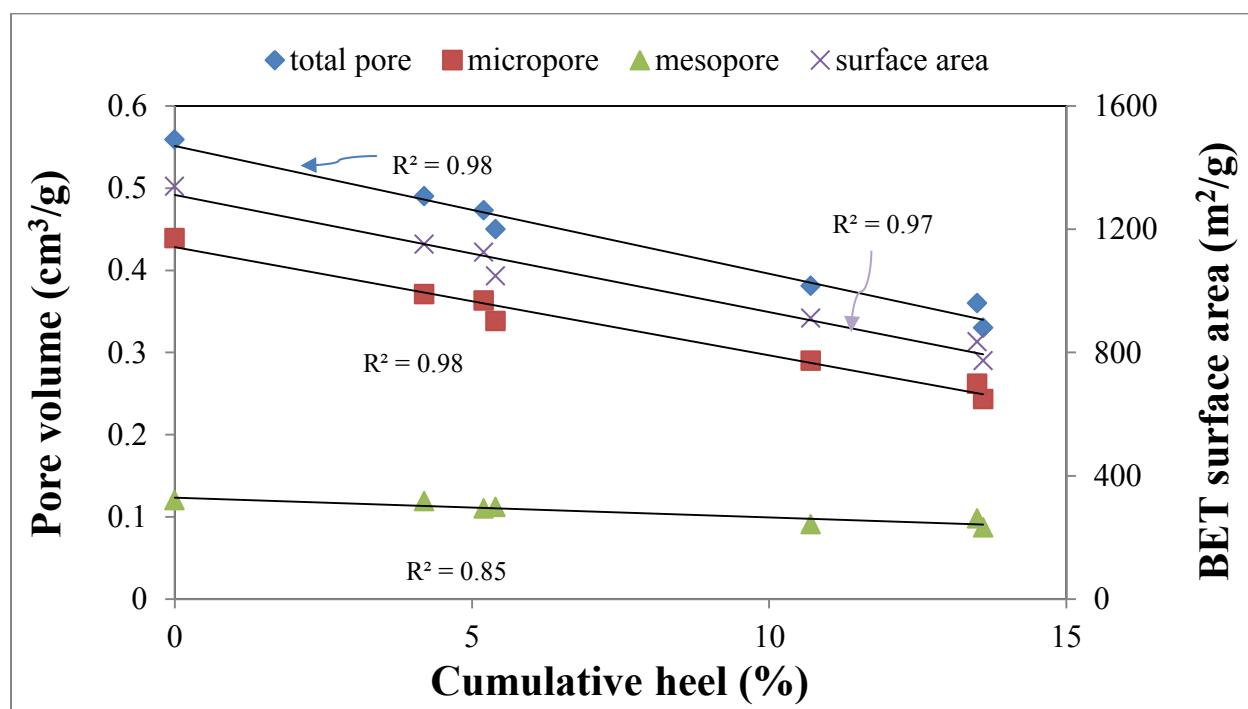 total pore micropore mesopore surface area
0.6
0.5
0.4
0.3
0.2
0.1
0
1600
1200
800
400
0
R² = 0.98
R² = 0.97
R² = 0.98
R² = 0.85
0 5 10 15
Pore volume (cm³/g)
BET surface area (m²/g)
Cumulative heel (%)